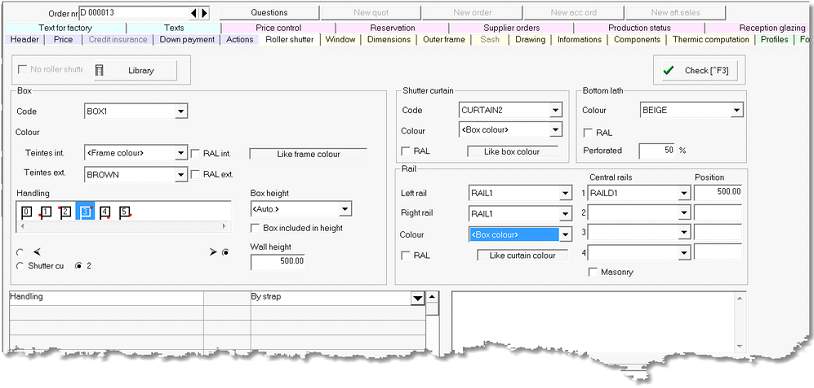 Order nr D 000013 Questions New quot New order New acc.ord New aft.sales
Text for factory Texts Price control Reservation Supplier orders Production status Reception glazing
Header Price Credit insurance Down payment Actions Roller shutter Window Dimensions Outer frame Sash Drawing Informations Components Thermic computation Profiles Fo
No roller shutte Library Check [^F3]
Box Shutter curtain Bottom lath
Code BOX1 Code CURTAIN2 Colour BEIGE
Colour Colour <Box colour> RAL
Teintes int. <Frame colour> RAL int. Like frame colour RAL Like box colour Perforated 50 %
Teintes ext. BROWN RAL ext. Rail
Central rails Position
Handling Box height Left rail RAIL1 1 RAILD1 500.00
0 1 2 3 4 5 <Auto.> Right rail RAIL1 2
Box included in height Colour <Box colour> 3
Wall height RAL Like curtain colour 4
Shutter cu 2 500.00 Masonry
Handling By strap